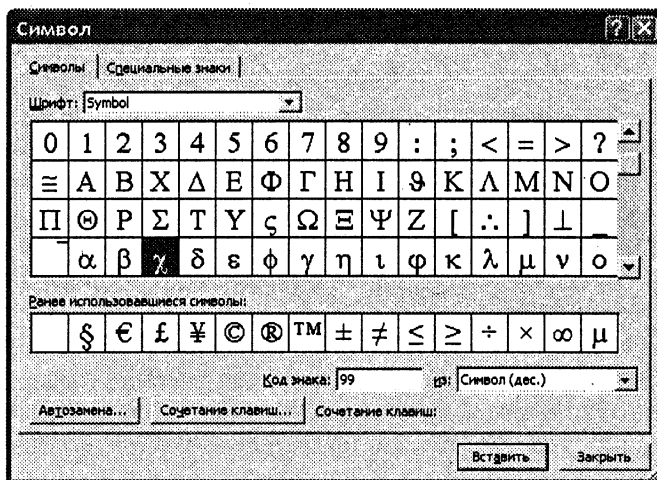 Символ
Символы Специальные знаки
Шрифт: Symbol
0 1 2 3 4 5 6 7 8 9 : ; < = > ?
≅ Α Β Χ Δ Ε Φ Γ Η Ι ϑ Κ Λ Μ Ν Ο
Π Θ Ρ Σ Τ Υ ς Ω Ξ Ψ Ζ [ ∴ ] ⊥ _
‾ α β χ δ ε φ γ η ι ϕ κ λ μ ν ο
Ранее использовавшиеся символы:
§ € £ ¥ © ® ™ ± ≠ ≤ ≥ ÷ × ∞ µ
Код знака: 99 из: Символ (дес.)
Автозамена... Сочетание клавиш... Сочетание клавиш:
Вставить Закрыть